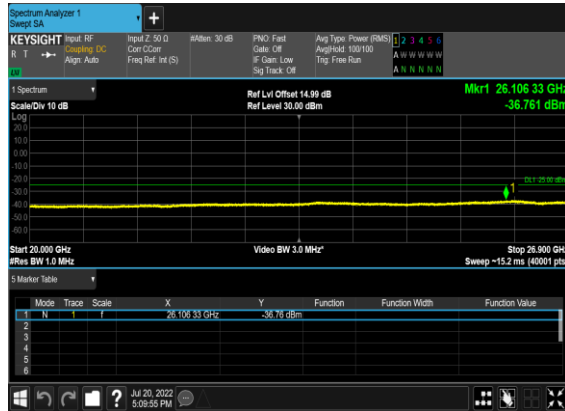 Spectrum Analyzer 1
Swept SA
+
KEYSIGHT Input: RF Input Z: 50 Ω #Atten: 30 dB PNO: Fast Avg Type: Power (RMS) 1 2 3 4 5 6
R T Coupling: DC Corr CCorr Gate: Off Avg|Hold: 100/100 A W W W W W
Align: Auto Freq Ref: Int (S) IF Gain: Low Trig: Free Run
Sig Track: Off A N N N N N
1 Spectrum Ref Lvl Offset 14.99 dB Mkr1 26.106 33 GHz
Scale/Div 10 dB Ref Level 30.00 dBm -36.761 dBm
Log
20.0
10.0
0.00
-10.0
-20.0
DL1 -25.00 dBm
1
-30.0
-40.0
-50.0
-60.0
Start 20.000 GHz Video BW 3.0 MHz* Stop 26.900 GHz
#Res BW 1.0 MHz Sweep ~15.2 ms (40001 pts)
5 Marker Table
Mode Trace Scale X Y Function Function Width Function Value
1 N 1 f 26.106 33 GHz -36.76 dBm
2
3
4
5
6
? Jul 20, 2022
5:09:55 PM